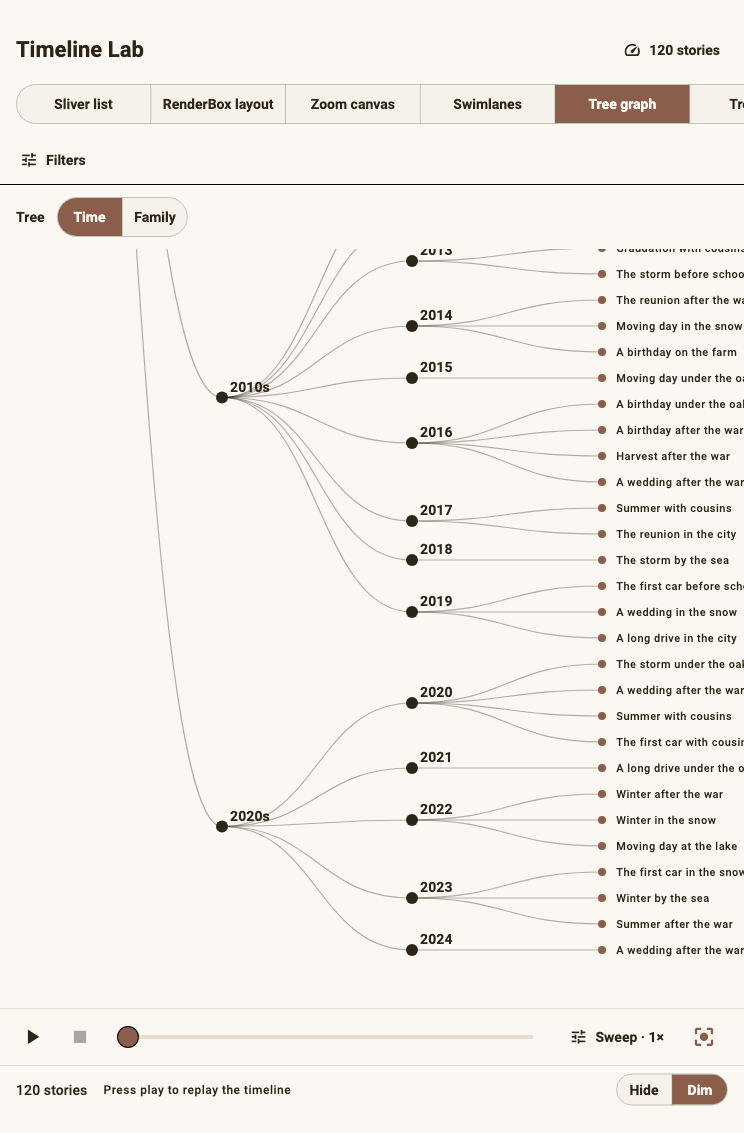 Timeline Lab
120 stories
Sliver list
RenderBox layout
Zoom canvas
Swimlanes
Tree graph
Filters
Tree
Time
Family
2013
The storm before schoo
2014
The reunion after the wa
Moving day in the snow
A birthday on the farm
2010s
2015
Moving day under the oa
2016
A birthday under the oal
A birthday after the war
Harvest after the war
A wedding after the war
2017
Summer with cousins
The reunion in the city
2018
The storm by the sea
2019
The first car before scho
A wedding in the snow
A long drive in the city
2020
The storm under the oak
A wedding after the war
Summer with cousins
The first car with cousin
2021
A long drive under the o
2020s
2022
Winter after the war
Winter in the snow
Moving day at the lake
2023
The first car in the snow
Winter by the sea
Summer after the war
2024
A wedding after the war
Sweep · 1×
120 stories
Press play to replay the timeline
Hide
Dim